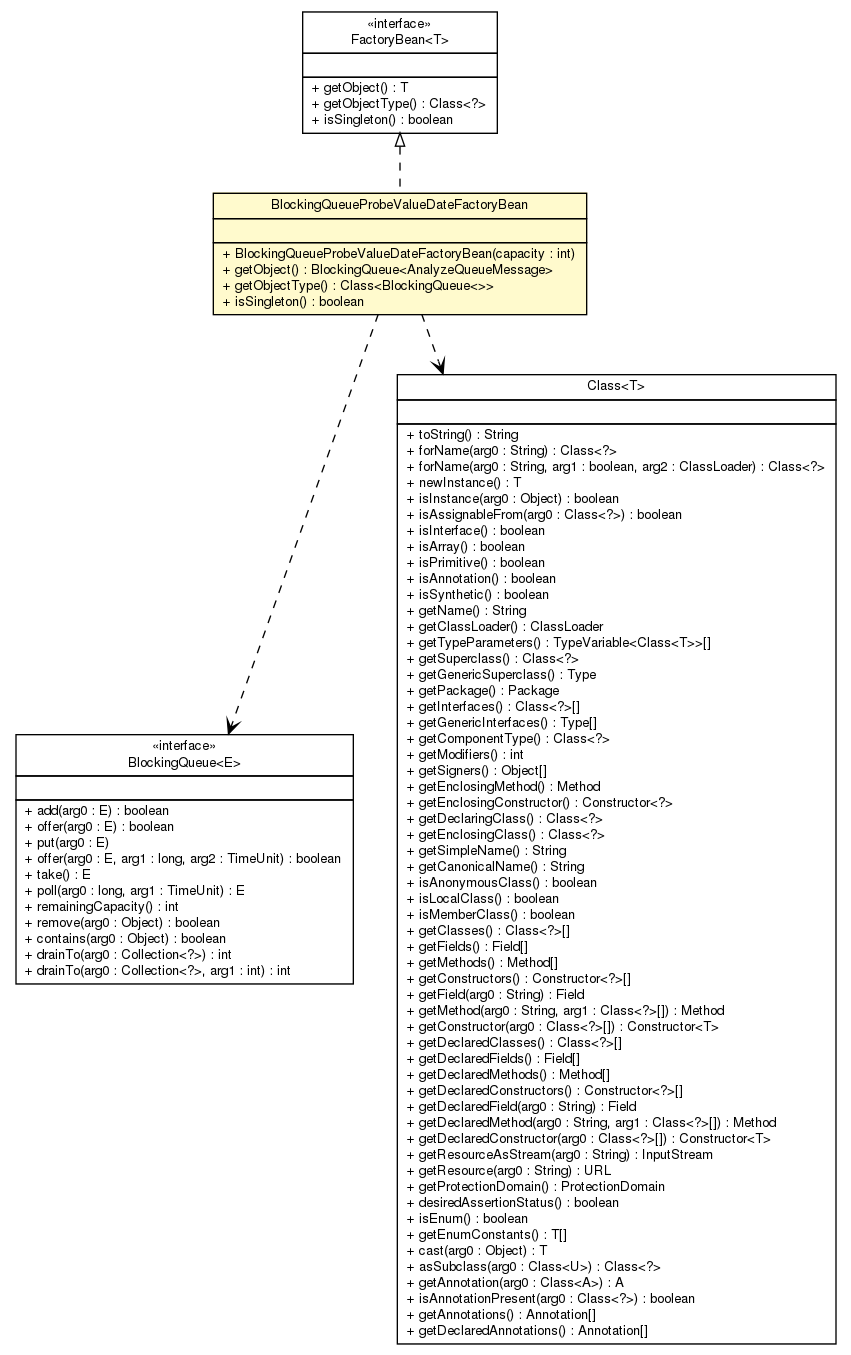 «interface»
FactoryBean<T>
+ getObject() : T
+ getObjectType() : Class<?>
+ isSingleton() : boolean
BlockingQueueProbeValueDateFactoryBean
+ BlockingQueueProbeValueDateFactoryBean(capacity : int)
+ getObject() : BlockingQueue<AnalyzeQueueMessage>
+ getObjectType() : Class<BlockingQueue<>>
+ isSingleton() : boolean
Class<T>
+ toString() : String
+ forName(arg0 : String) : Class<?>
+ forName(arg0 : String, arg1 : boolean, arg2 : ClassLoader) : Class<?>
+ newInstance() : T
+ isInstance(arg0 : Object) : boolean
+ isAssignableFrom(arg0 : Class<?>) : boolean
+ isInterface() : boolean
+ isArray() : boolean
+ isPrimitive() : boolean
+ isAnnotation() : boolean
+ isSynthetic() : boolean
+ getName() : String
+ getClassLoader() : ClassLoader
+ getTypeParameters() : TypeVariable<Class<T>>[]
+ getSuperclass() : Class<?>
+ getGenericSuperclass() : Type
+ getPackage() : Package
+ getInterfaces() : Class<?>[]
+ getGenericInterfaces() : Type[]
+ getComponentType() : Class<?>
+ getModifiers() : int
+ getSigners() : Object[]
+ getEnclosingMethod() : Method
+ getEnclosingConstructor() : Constructor<?>
+ getDeclaringClass() : Class<?>
+ getEnclosingClass() : Class<?>
+ getSimpleName() : String
+ getCanonicalName() : String
+ isAnonymousClass() : boolean
+ isLocalClass() : boolean
+ isMemberClass() : boolean
+ getClasses() : Class<?>[]
+ getFields() : Field[]
+ getMethods() : Method[]
+ getConstructors() : Constructor<?>[]
+ getField(arg0 : String) : Field
+ getMethod(arg0 : String, arg1 : Class<?>[]) : Method
+ getConstructor(arg0 : Class<?>[]) : Constructor<T>
+ getDeclaredClasses() : Class<?>[]
+ getDeclaredFields() : Field[]
+ getDeclaredMethods() : Method[]
+ getDeclaredConstructors() : Constructor<?>[]
+ getDeclaredField(arg0 : String) : Field
+ getDeclaredMethod(arg0 : String, arg1 : Class<?>[]) : Method
+ getDeclaredConstructor(arg0 : Class<?>[]) : Constructor<T>
+ getResourceAsStream(arg0 : String) : InputStream
+ getResource(arg0 : String) : URL
+ getProtectionDomain() : ProtectionDomain
+ desiredAssertionStatus() : boolean
+ isEnum() : boolean
+ getEnumConstants() : T[]
+ cast(arg0 : Object) : T
+ asSubclass(arg0 : Class<U>) : Class<?>
+ getAnnotation(arg0 : Class<A>) : A
+ isAnnotationPresent(arg0 : Class<?>) : boolean
+ getAnnotations() : Annotation[]
+ getDeclaredAnnotations() : Annotation[]
«interface»
BlockingQueue<E>
+ add(arg0 : E) : boolean
+ offer(arg0 : E) : boolean
+ put(arg0 : E)
+ offer(arg0 : E, arg1 : long, arg2 : TimeUnit) : boolean
+ take() : E
+ poll(arg0 : long, arg1 : TimeUnit) : E
+ remainingCapacity() : int
+ remove(arg0 : Object) : boolean
+ contains(arg0 : Object) : boolean
+ drainTo(arg0 : Collection<?>) : int
+ drainTo(arg0 : Collection<?>, arg1 : int) : int